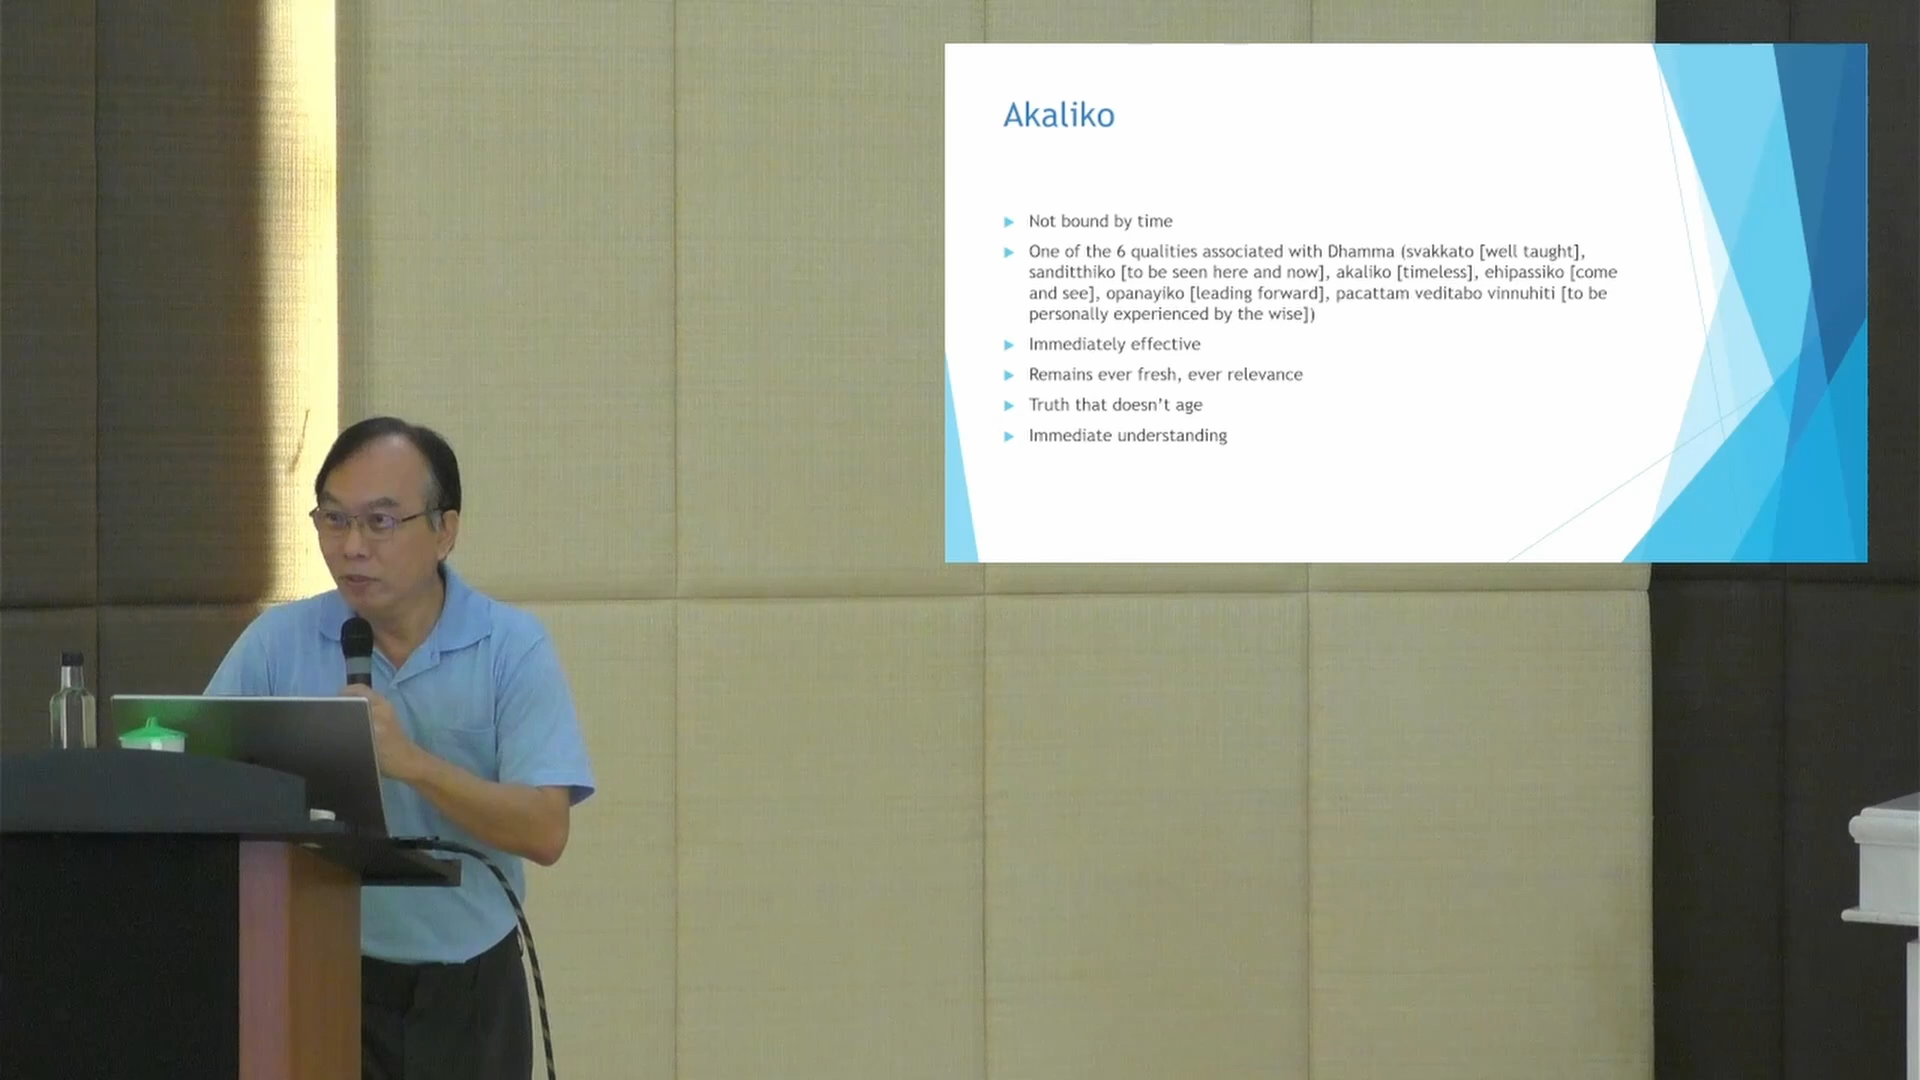 Akaliko
Not bound by time
One of the 6 qualities associated with Dhamma (svakkato [well taught],
sanditthiko [to be seen here and now], akaliko [timeless], ehipassiko [come
and see], opanayiko [leading forward], pacattam veditabo vinnuhiti [to be
personally experienced by the wise])
Immediately effective
Remains ever fresh, ever relevance
Truth that doesn't age
Immediate understanding